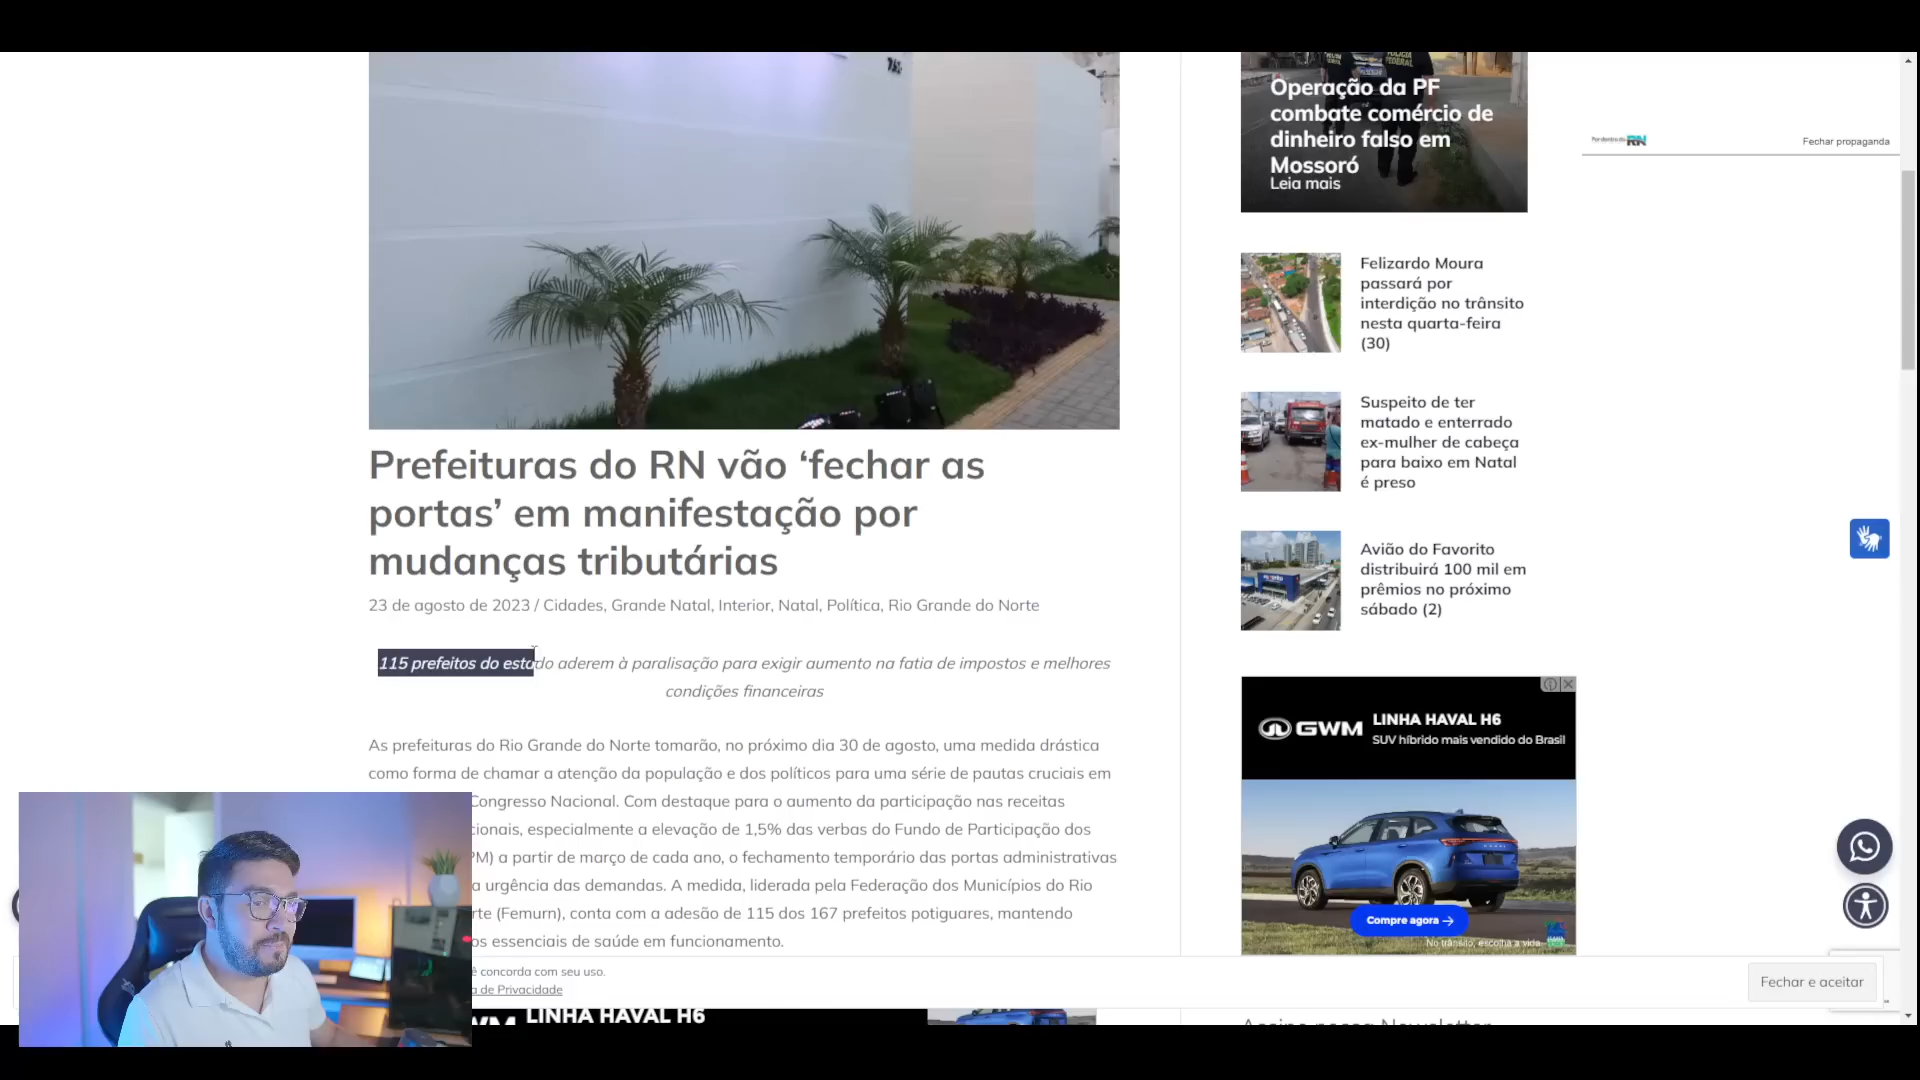 Operação da PF
combate comércio de
dinheiro falso em
Mossoró
Leia mais
RN
Fechar propaganda
Felizardo Moura
passará por
interdição no trânsito
nesta quarta-feira
(30)
Suspeito de ter
matado e enterrado
ex-mulher de cabeça
para baixo em Natal
é preso
Avião do Favorito
distribuirá 100 mil em
prêmios no próximo
sábado (2)
Prefeituras do RN vão ‘fechar as
portas’ em manifestação por
mudanças tributárias
23 de agosto de 2023 / Cidades, Grande Natal, Interior, Natal, Política, Rio Grande do Norte
115 prefeitos do estado aderem à paralisação para exigir aumento na fatia de impostos e melhores
condições financeiras
As prefeituras do Rio Grande do Norte tomarão, no próximo dia 30 de agosto, uma medida drástica
como forma de chamar a atenção da população e dos políticos para uma série de pautas cruciais em
Congresso Nacional. Com destaque para o aumento da participação nas receitas
cionais, especialmente a elevação de 1,5% das verbas do Fundo de Participação dos
PM) a partir de março de cada ano, o fechamento temporário das portas administrativas
a urgência das demandas. A medida, liderada pela Federação dos Municípios do Rio
rte (Femurn), conta com a adesão de 115 dos 167 prefeitos potiguares, mantendo
os essenciais de saúde em funcionamento.
GWM
LINHA HAVAL H6
SUV híbrido mais vendido do Brasil
Compre agora →
No trânsito, escolha a vida
ê concorda com seu uso.
a de Privacidade
Fechar e aceitar
LINHA HAVAL H6
Assine nossa Newsletter